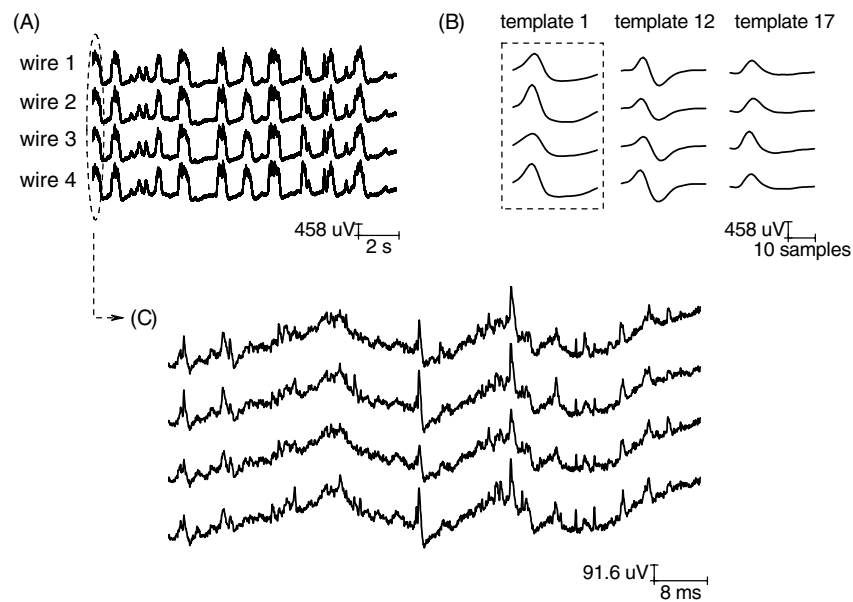 (A)
wire 1
wire 2
wire 3
wire 4
458 uV
2 s
(B)
template 1
template 12
template 17
458 uV
10 samples
(C)
91.6 uV
8 ms